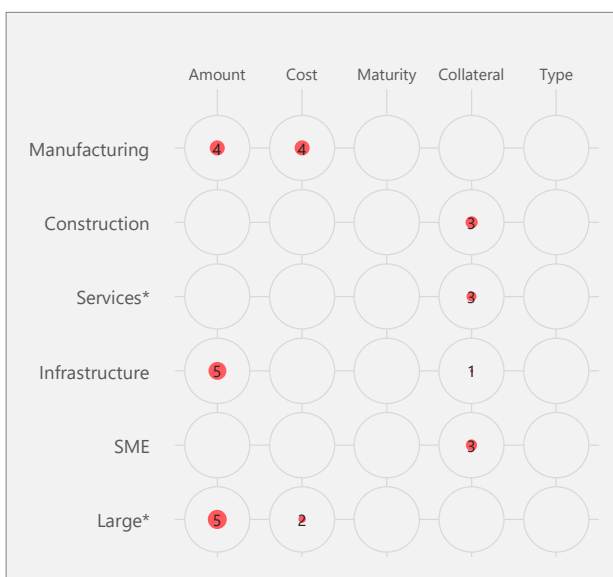 Amount Cost Maturity Collateral Type
Manufacturing 4 4
Construction 3
Services* 3
Infrastructure 5 1
SME 3
Large* 5 2